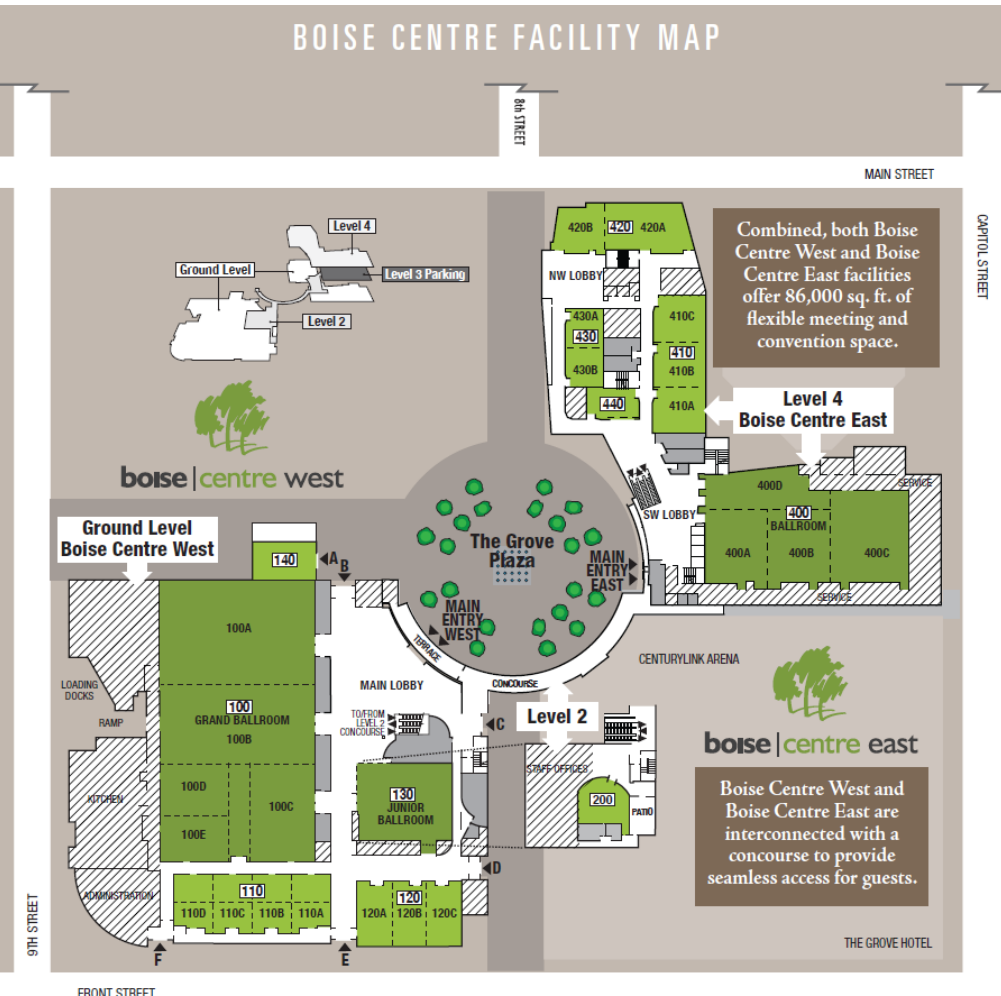 BOISE CENTRE FACILITY MAP
8th STREET
MAIN STREET
CAPITOL STREET
Level 4
Ground Level
Level 3 Parking
Level 2
420B
420
420A
NW LOBBY
430A
430
430B
440
410C
410
410B
410A
Combined, both Boise
Centre West and Boise
Centre East facilities
offer 86,000 sq. ft. of
flexible meeting and
convention space.
Level 4
Boise Centre East
boise | centre west
Ground Level
Boise Centre West
SW LOBBY
400D
SERVICE
400
BALLROOM
400A
400B
400C
SERVICE
The Grove
Plaza
MAIN
ENTRY
EAST
MAIN
ENTRY
WEST
TERRACE
140
A
B
100A
LOADING
DOCKS
RAMP
100
GRAND BALLROOM
100B
MAIN LOBBY
TO/FROM
LEVEL 2
CONCOURSE
CONCOURSE
C
CENTURYLINK ARENA
Level 2
boise | centre east
STAFF OFFICES
200
PATIO
Boise Centre West and
Boise Centre East are
interconnected with a
concourse to provide
seamless access for guests.
KITCHEN
100D
100C
100E
130
JUNIOR
BALLROOM
D
ADMINISTRATION
110
110D
110C
110B
110A
120
120A
120B
120C
9TH STREET
F
E
THE GROVE HOTEL
FRONT STREET